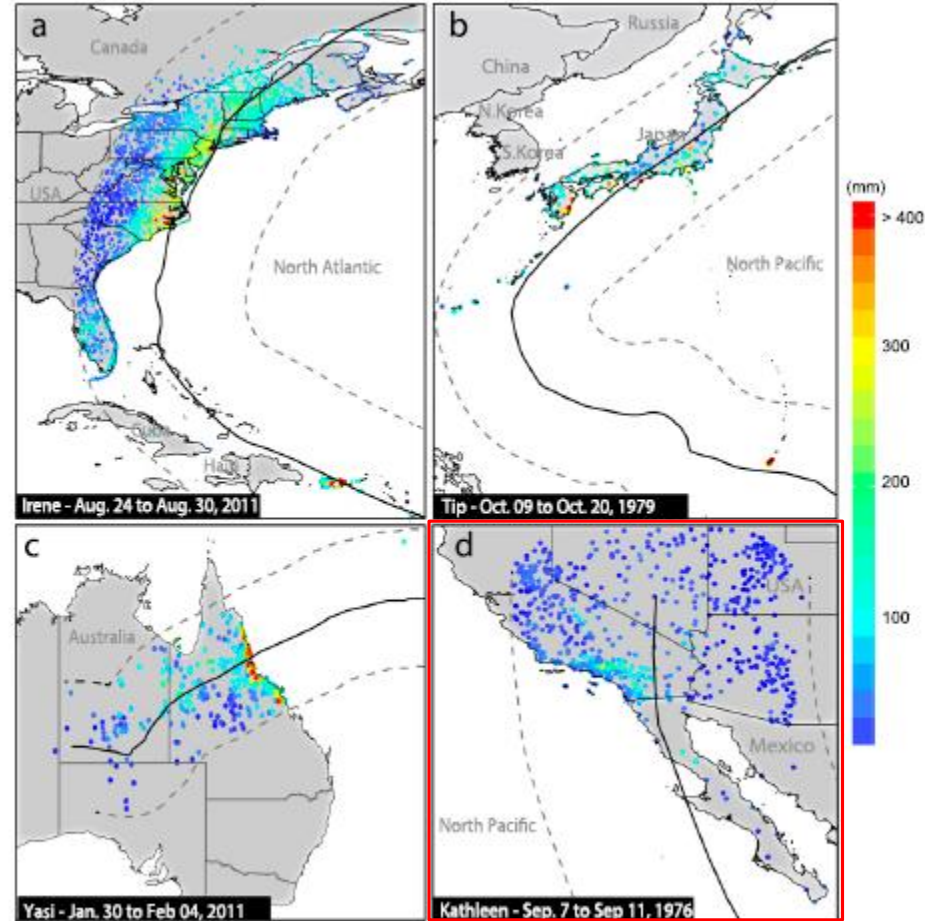 a
Canada
USA
North Atlantic
Cuba
Haiti
Irene - Aug. 24 to Aug. 30, 2011
b
Russia
China
N.Korea
S.Korea
Japan
North Pacific
Tip - Oct. 09 to Oct. 20, 1979
(mm)
> 400
300
200
100
c
Australia
Yasi - Jan. 30 to Feb 04, 2011
d
USA
Mexico
North Pacific
Kathleen - Sep. 7 to Sep 11, 1976